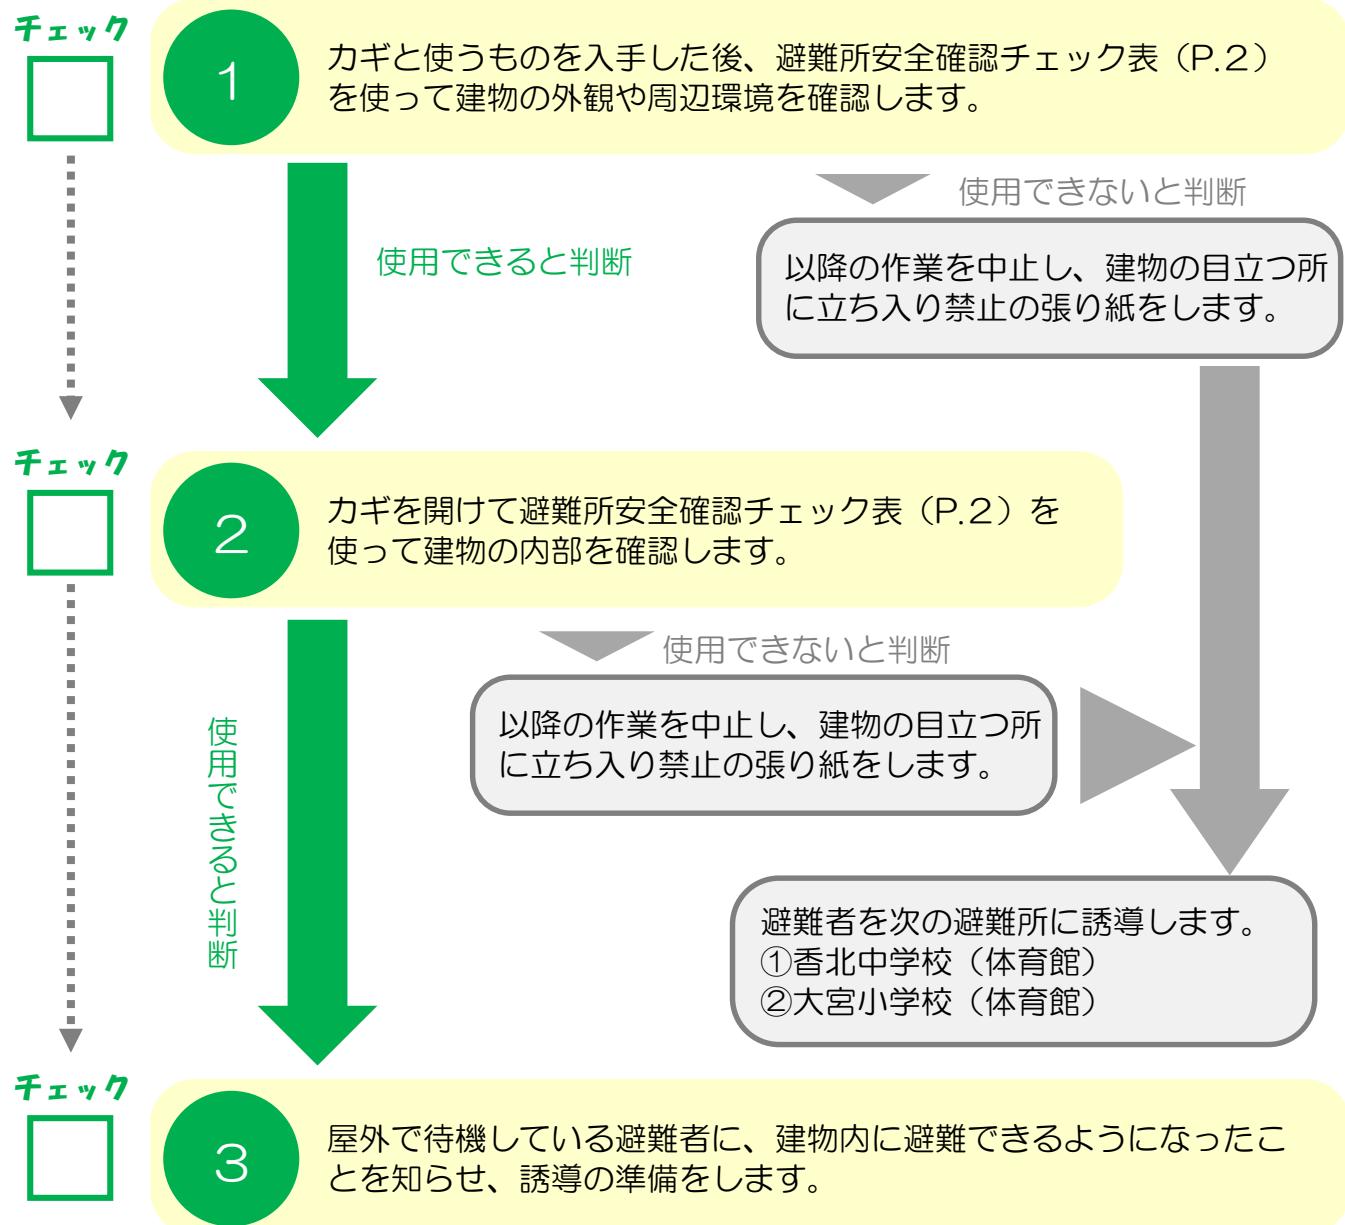 チェック
1
カギと使うものを入手した後、避難所安全確認チェック表（P.2）
を使って建物の外観や周辺環境を確認します。
使用できると判断
使用できないと判断
以降の作業を中止し、建物の目立つ所
に立ち入り禁止の張り紙をします。
チェック
2
カギを開けて避難所安全確認チェック表（P.2）を
使って建物の内部を確認します。
使用できると判断
使用できないと判断
以降の作業を中止し、建物の目立つ所
に立ち入り禁止の張り紙をします。
避難者を次の避難所に誘導します。
①香北中学校（体育館）
②大宮小学校（体育館）
チェック
3
屋外で待機している避難者に、建物内に避難できるようになったこ
とを知らせ、誘導の準備をします。